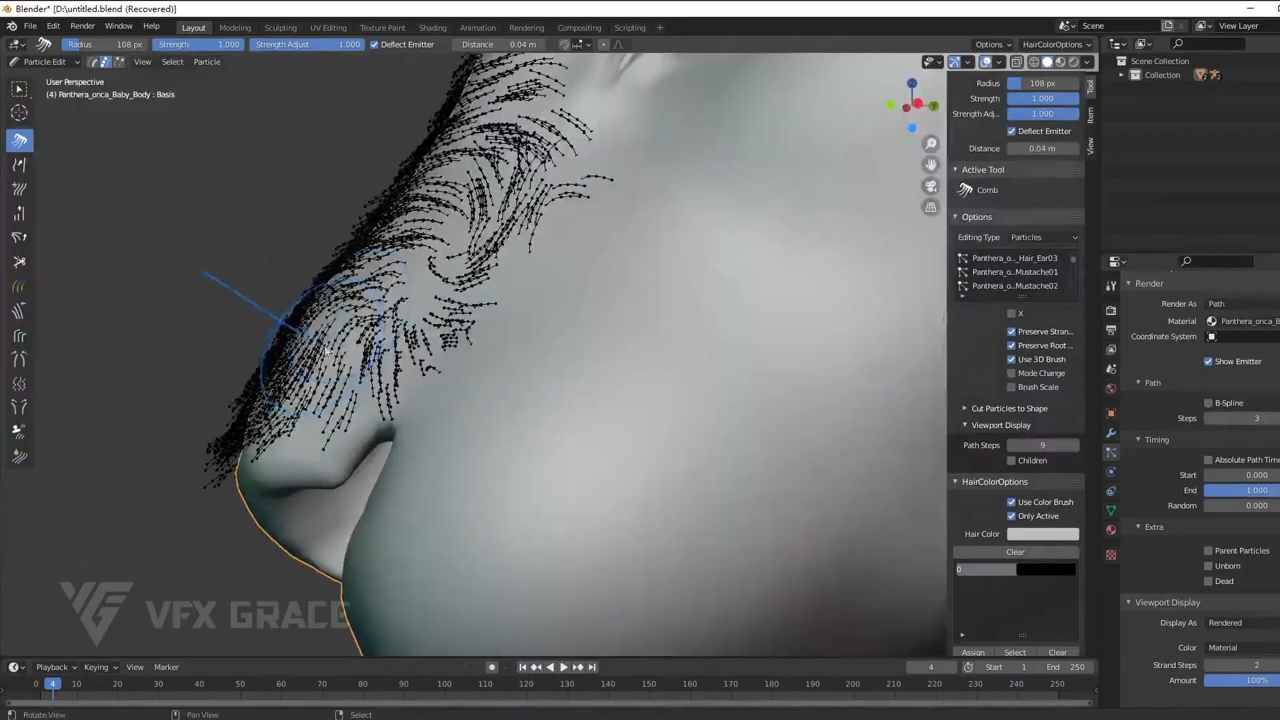 Blender* [D:\untitled.blend (Recovered)]
File Edit Render Window Help Layout Modeling Sculpting UV Editing Texture Paint Shading Animation Rendering Compositing Scripting Scene View Layer
Radius 108 px Strength 1.000 Strength Adjust 1.000 Deflect Emitter Distance 0.04 m Options HairColorOptions
Particle Edit View Select Particle
User Perspective
(4) Panthera_onca_Baby_Body : Basis
Radius 108 px
Strength 1.000
Strength Adj... 1.000
Deflect Emitter
Distance 0.04 m
Active Tool
Comb
Options
Editing Type Particles
Panthera_o..._Hair_Ear03
Panthera_o...Mustache01
Panthera_o...Mustache02
X
Preserve Stran...
Preserve Root ...
Use 3D Brush
Mode Change
Brush Scale
Cut Particles to Shape
Viewport Display
Path Steps 9
Children
HairColorOptions
Use Color Brush
Only Active
Hair Color
Clear
0
Assign Select Clear
Tool
Item
View
Scene Collection
Collection
Render
Render As Path
Material Panthera_onca_B
Coordinate System
Show Emitter
Path
B-Spline
Steps 3
Timing
Absolute Path Time
Start 0.000
End 1.000
Random 0.000
Extra
Parent Particles
Unborn
Dead
Viewport Display
Display As Rendered
Color Material
Strand Steps 2
Amount 100%
VFX GRACE
Playback Keying View Marker 4 Start 1 End 250
0 4 10 20 30 40 50 60 70 80 90 100 110 120 130 140 150 160 170 180 190 200 210 220 230 240 250
Rotate View Pan View Select